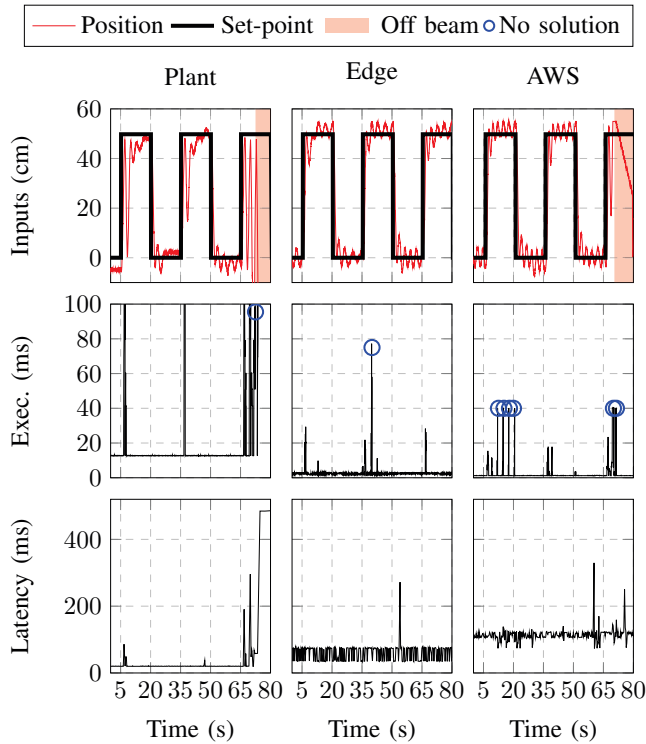 Position Set-point Off beam No solution
Plant Edge AWS
60
40
20
0
Inputs (cm)
100
80
60
40
20
0
Exec. (ms)
400
200
0
Latency (ms)
5 20 35 50 65 80 5 20 35 50 65 80 5 20 35 50 65 80
Time (s) Time (s) Time (s)